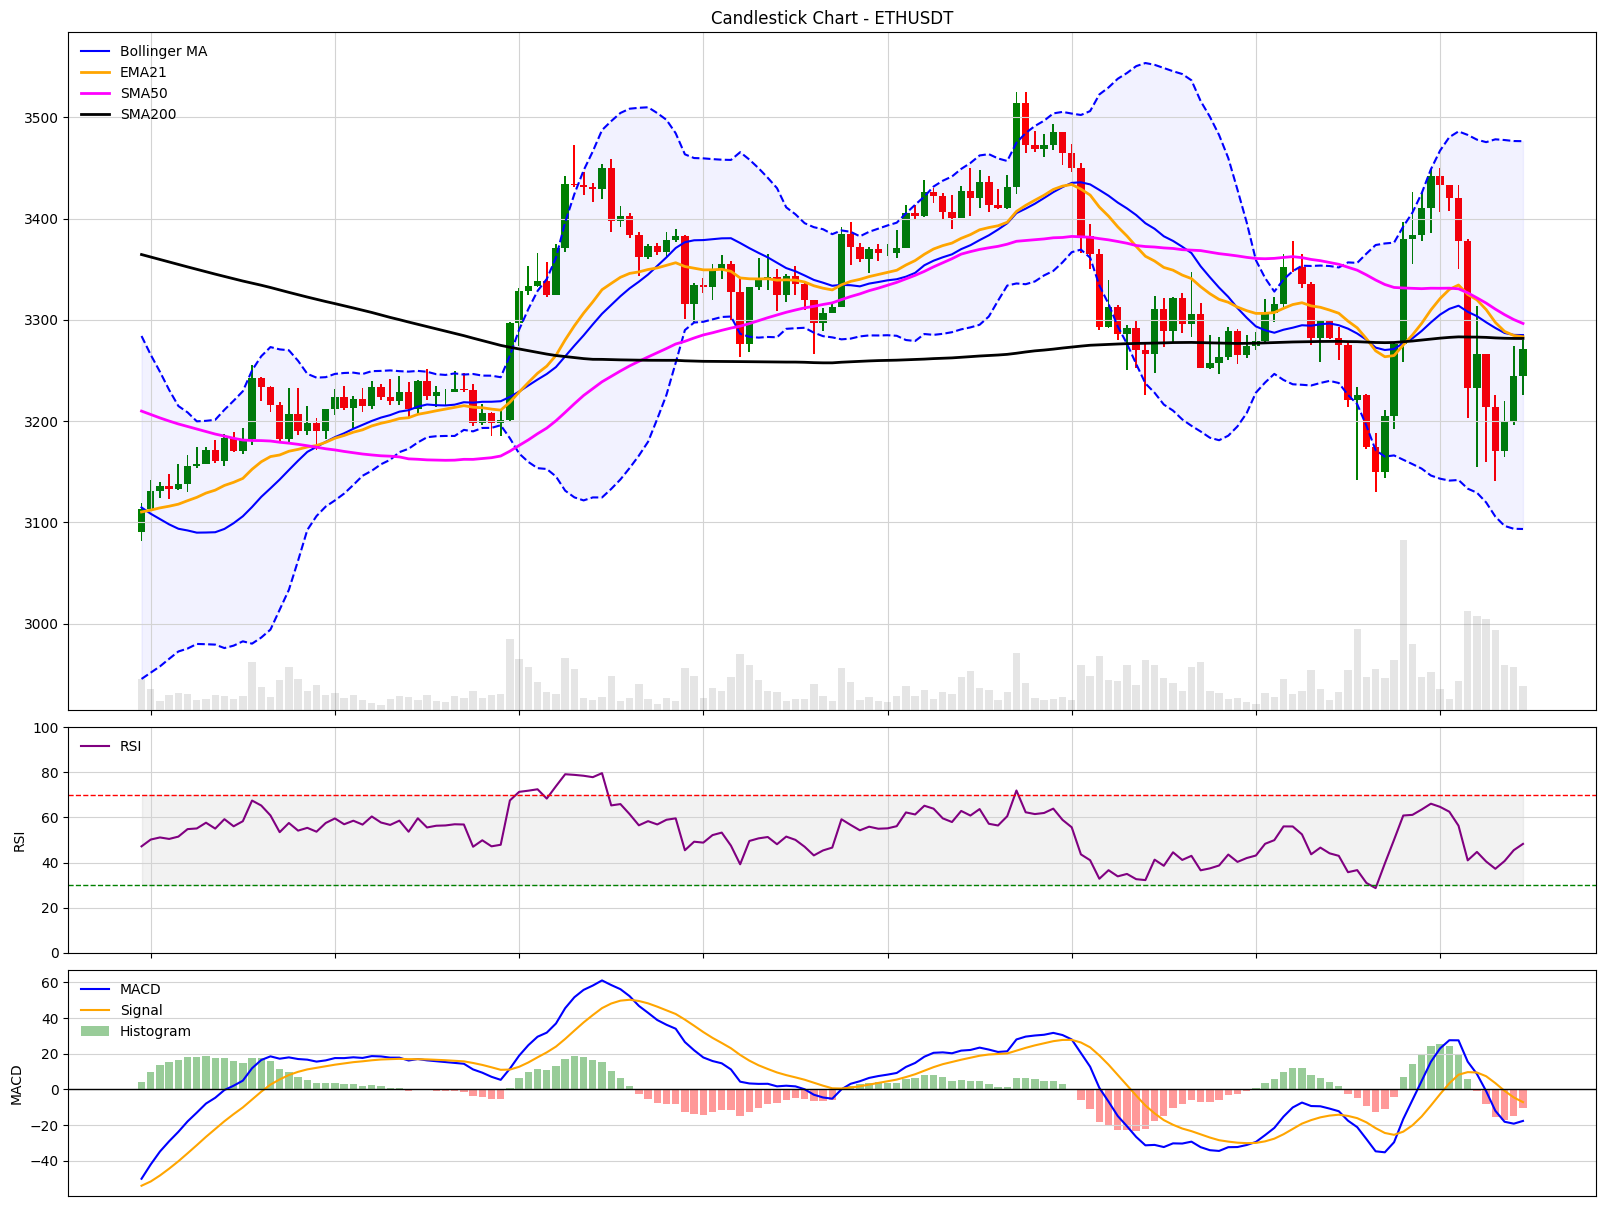 Candlestick Chart - ETHUSDT
Bollinger MA
EMA21
SMA50
SMA200
3500
3400
3300
3200
3100
3000
RSI
100
80
60
40
20
0
RSI
MACD
Signal
Histogram
60
40
20
0
−20
−40
MACD